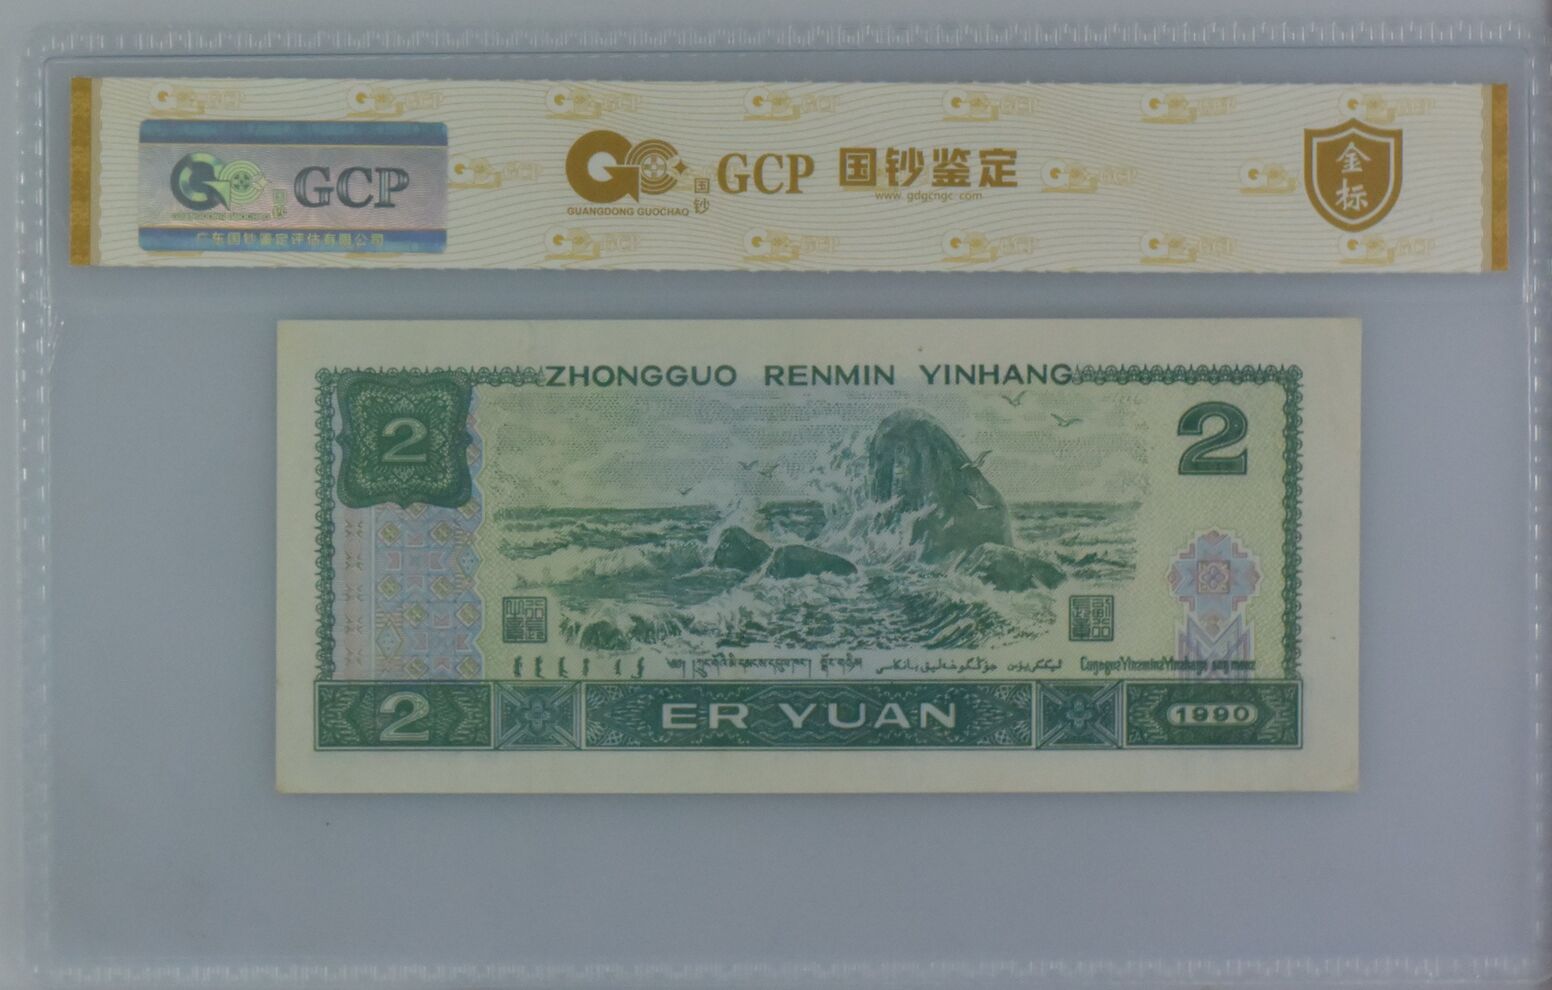 GCP
广东国钞鉴定评估有限公司
GUANGDONG GUOCHAO
国钞
GCP 国钞鉴定
www.gdgcngc.com
金标
ZHONGGUO RENMIN YINHANG
2
2
2
ER YUAN
1990